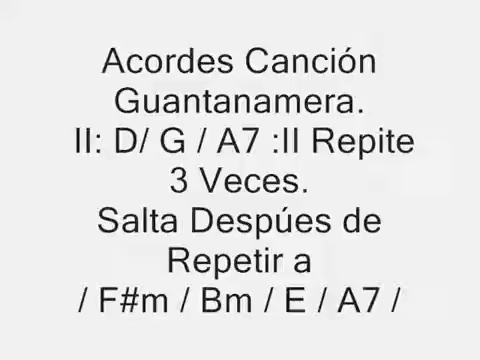 Acordes Canción
Guantanamera.
II: D/ G / A7 :II Repite
3 Veces.
Salta Despúes de
Repetir a
/ F#m / Bm / E / A7 /